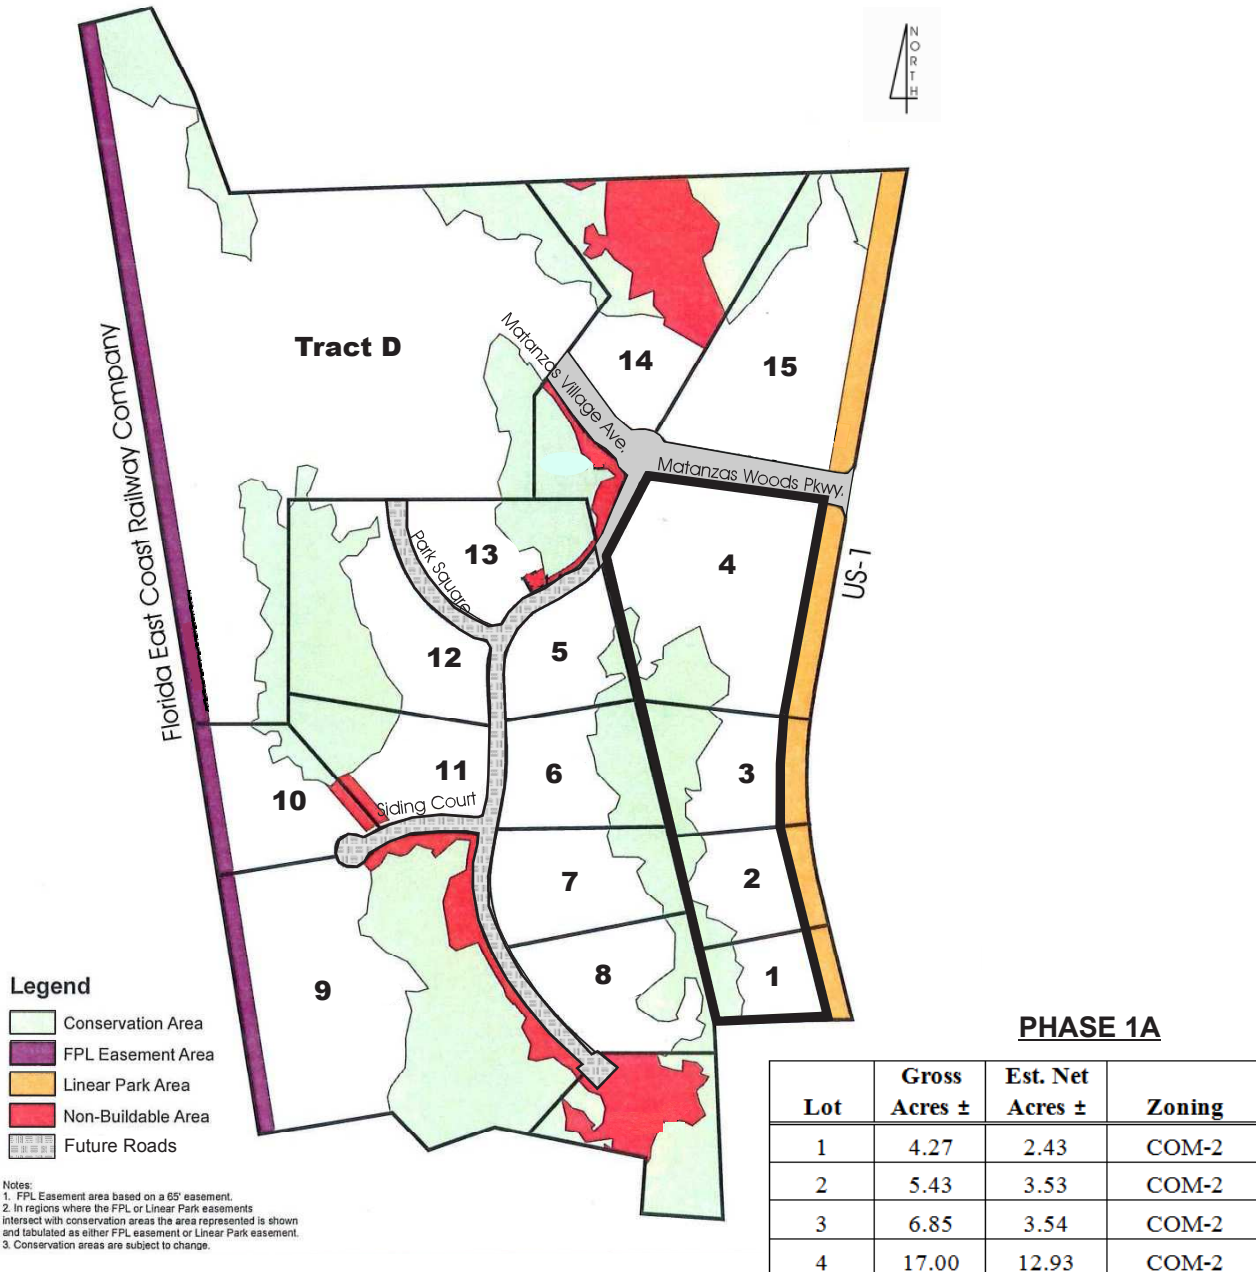 NORTH
Tract D
Matanzas Village Ave.
14
15
Matanzas Woods Pkwy.
Florida East Coast Railway Company
US-1
Park Square
13
4
12
5
11
6
3
10
Siding Court
7
2
9
8
1
Legend
Conservation Area
FPL Easement Area
Linear Park Area
Non-Buildable Area
Future Roads
Notes:
1. FPL Easement area based on a 65' easement.
2. In regions where the FPL or Linear Park easements
intersect with conservation areas the area represented is shown
and tabulated as either FPL easement or Linear Park easement.
3. Conservation areas are subject to change.
PHASE 1A
Lot Gross Acres ± Est. Net Acres ± Zoning
1 4.27 2.43 COM-2
2 5.43 3.53 COM-2
3 6.85 3.54 COM-2
4 17.00 12.93 COM-2